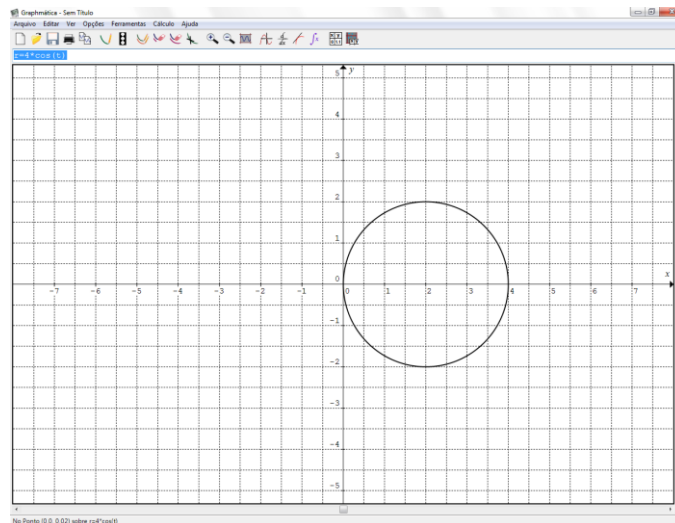 Graphmática - Sem Título
Arquivo Editar Ver Opções Ferramentas Cálculo Ajuda
r=4*cos(t)
y
5
4
3
2
1
0
x
-7 -6 -5 -4 -3 -2 -1 0 1 2 3 4 5 6 7
-1
-2
-3
-4
-5
No Ponto (0.0, 0.02) sobre r=4*cos(t)